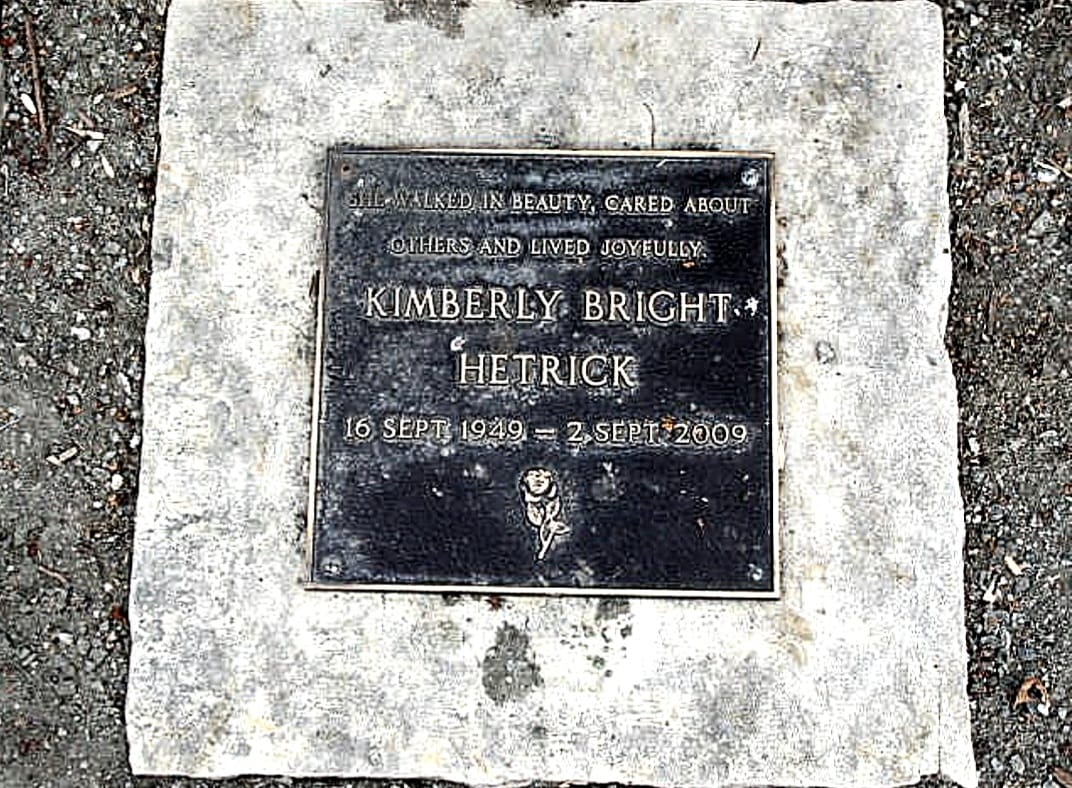 SHE WALKED IN BEAUTY, CARED ABOUT
OTHERS AND LIVED JOYFULLY.
KIMBERLY BRIGHT
HETRICK
16 SEPT. 1949 – 2 SEPT. 2009